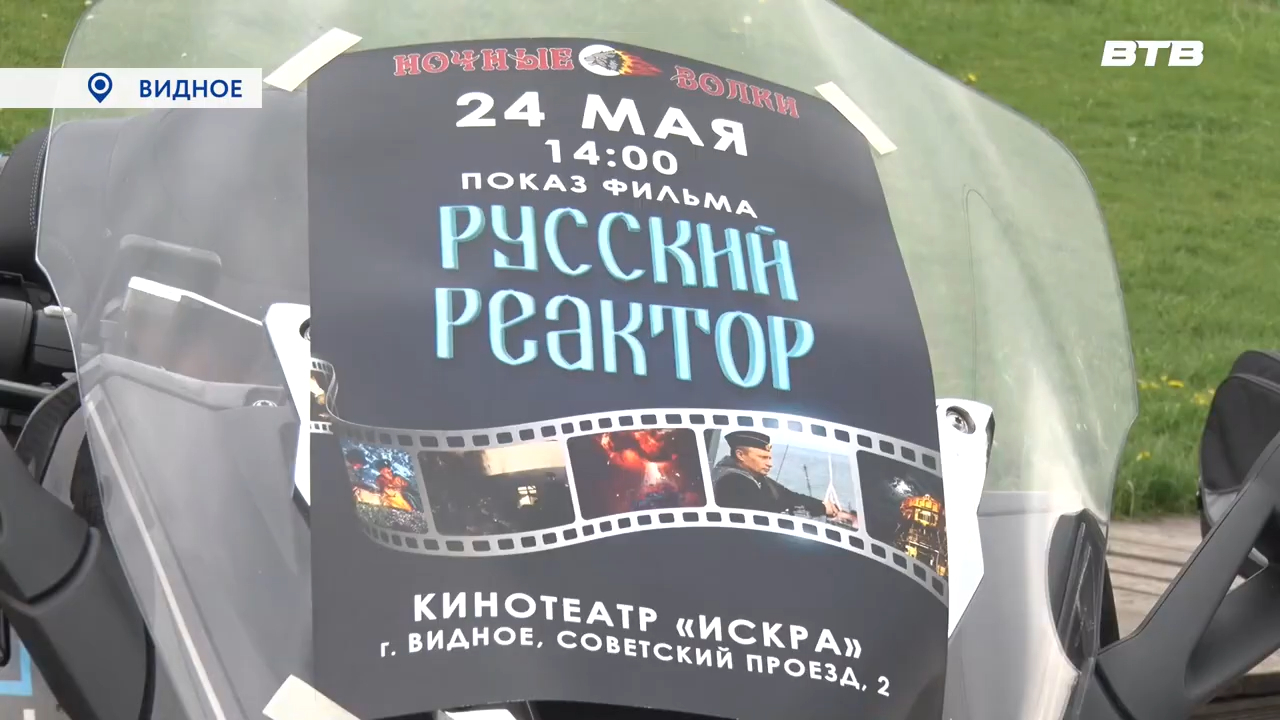 ВИДНОЕ
ВТВ
НОЧНЫЕ ВОЛКИ
24 МАЯ
14:00
ПОКАЗ ФИЛЬМА
РУССКИЙ
РЕАКТОР
КИНОТЕАТР «ИСКРА»
г. ВИДНОЕ, СОВЕТСКИЙ ПРОЕЗД, 2